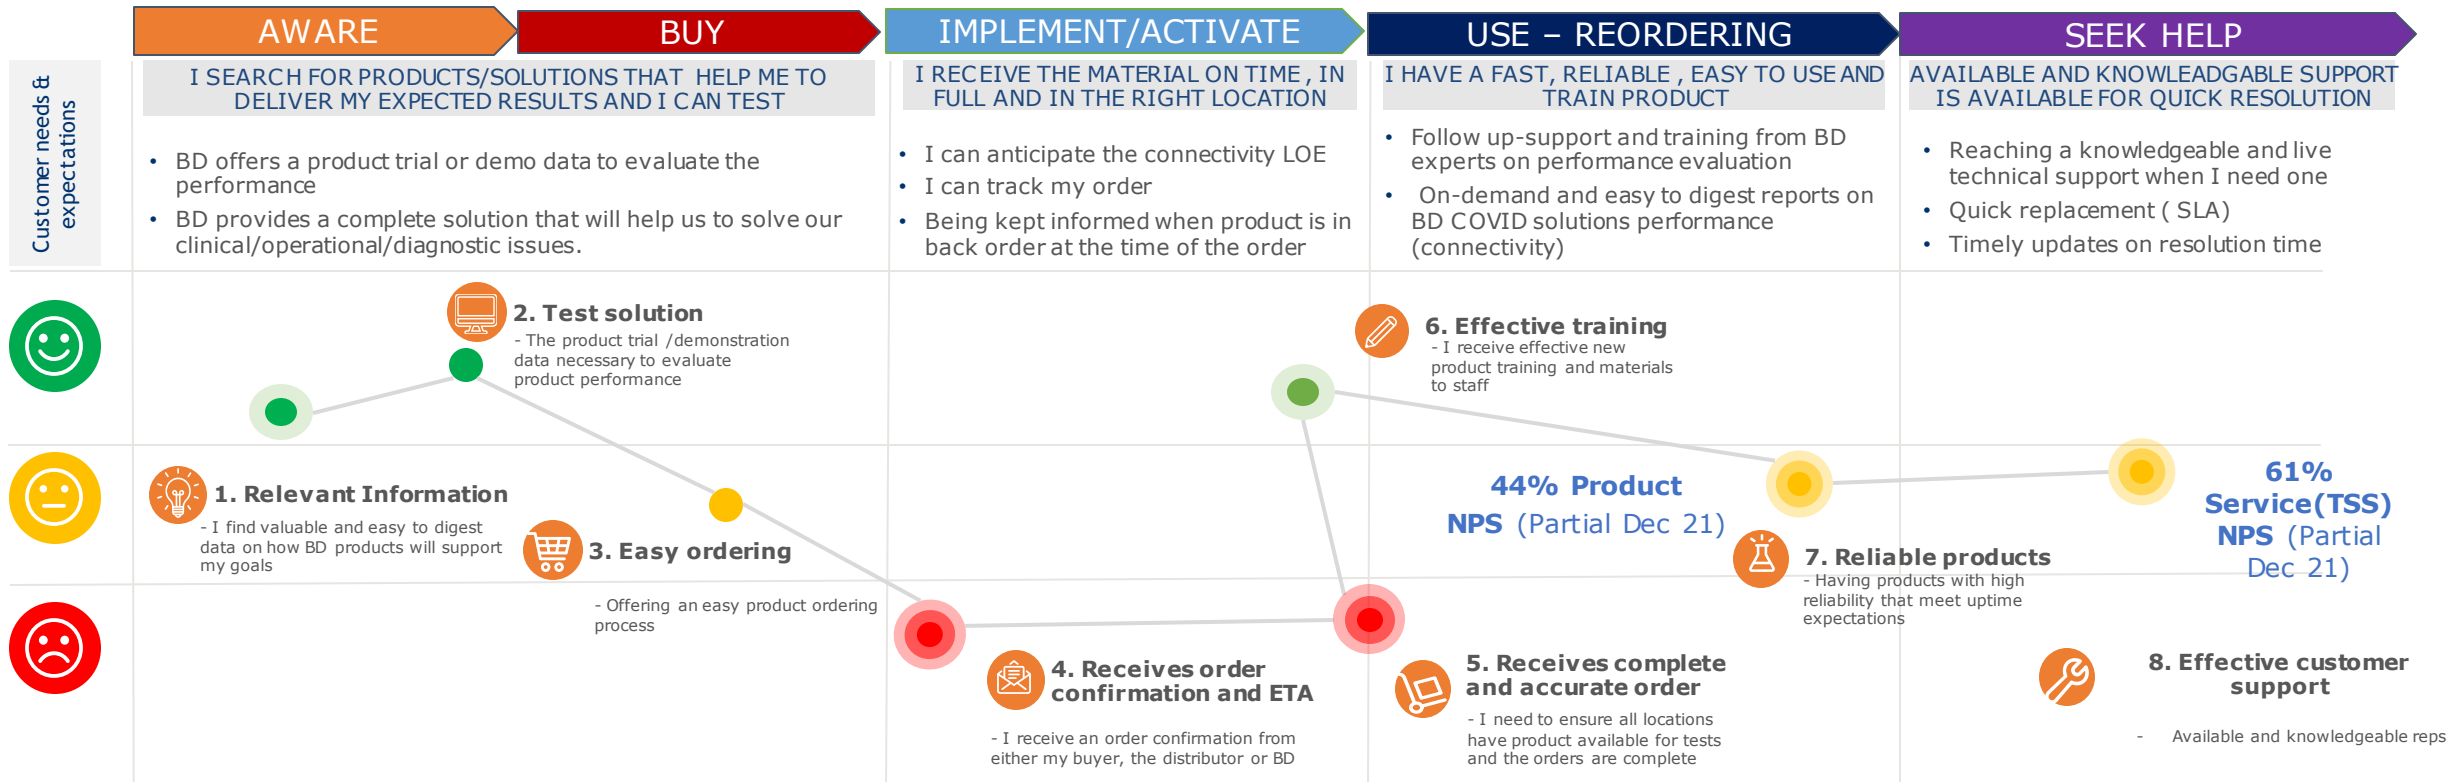 AWARE
BUY
IMPLEMENT/ACTIVATE
USE – REORDERING
SEEK HELP
Customer needs &
expectations
I SEARCH FOR PRODUCTS/SOLUTIONS THAT HELP ME TO
DELIVER MY EXPECTED RESULTS AND I CAN TEST
• BD offers a product trial or demo data to evaluate the
performance
• BD provides a complete solution that will help us to solve our
clinical/operational/diagnostic issues.
I RECEIVE THE MATERIAL ON TIME , IN
FULL AND IN THE RIGHT LOCATION
• I can anticipate the connectivity LOE
• I can track my order
• Being kept informed when product is in
back order at the time of the order
I HAVE A FAST, RELIABLE , EASY TO USE AND
TRAIN PRODUCT
• Follow up-support and training from BD
experts on performance evaluation
• On-demand and easy to digest reports on
BD COVID solutions performance
(connectivity)
AVAILABLE AND KNOWLEADGABLE SUPPORT
IS AVAILABLE FOR QUICK RESOLUTION
• Reaching a knowledgeable and live
technical support when I need one
• Quick replacement ( SLA)
• Timely updates on resolution time
1. Relevant Information
- I find valuable and easy to digest
data on how BD products will support
my goals
2. Test solution
- The product trial /demonstration
data necessary to evaluate
product performance
3. Easy ordering
- Offering an easy product ordering
process
4. Receives order
confirmation and ETA
- I receive an order confirmation from
either my buyer, the distributor or BD
5. Receives complete
and accurate order
- I need to ensure all locations
have product available for tests
and the orders are complete
6. Effective training
- I receive effective new
product training and materials
to staff
44% Product
NPS (Partial Dec 21)
7. Reliable products
- Having products with high
reliability that meet uptime
expectations
61%
Service(TSS)
NPS (Partial
Dec 21)
8. Effective customer
support
- Available and knowledgeable reps